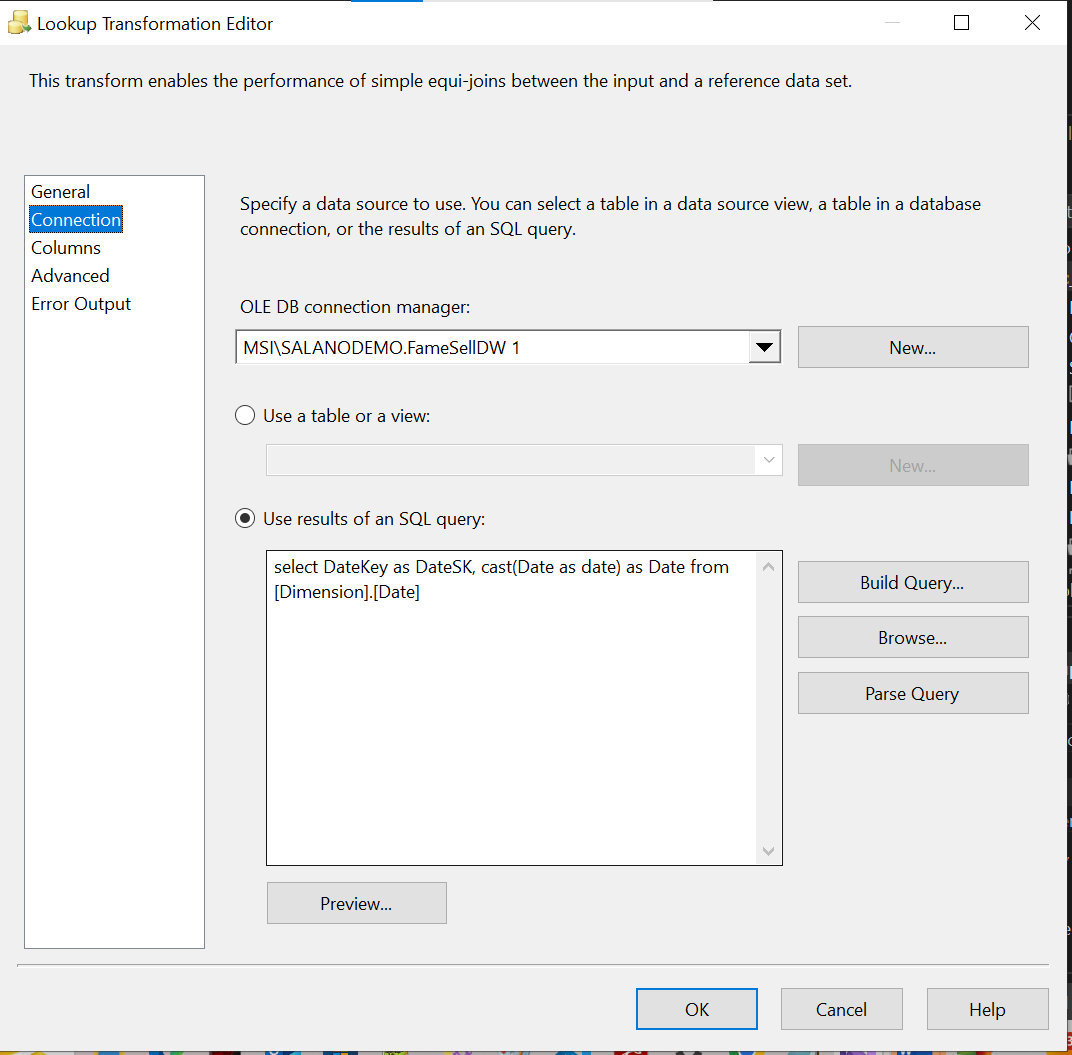 Lookup Transformation Editor
This transform enables the performance of simple equi-joins between the input and a reference data set.
General
Connection
Columns
Advanced
Error Output
Specify a data source to use. You can select a table in a data source view, a table in a database
connection, or the results of an SQL query.
OLE DB connection manager:
MSI\SALANODEMO.FameSellDW 1
New...
Use a table or a view:
New...
Use results of an SQL query:
select DateKey as DateSK, cast(Date as date) as Date from
[Dimension].[Date]
Build Query...
Browse...
Parse Query
Preview...
OK
Cancel
Help